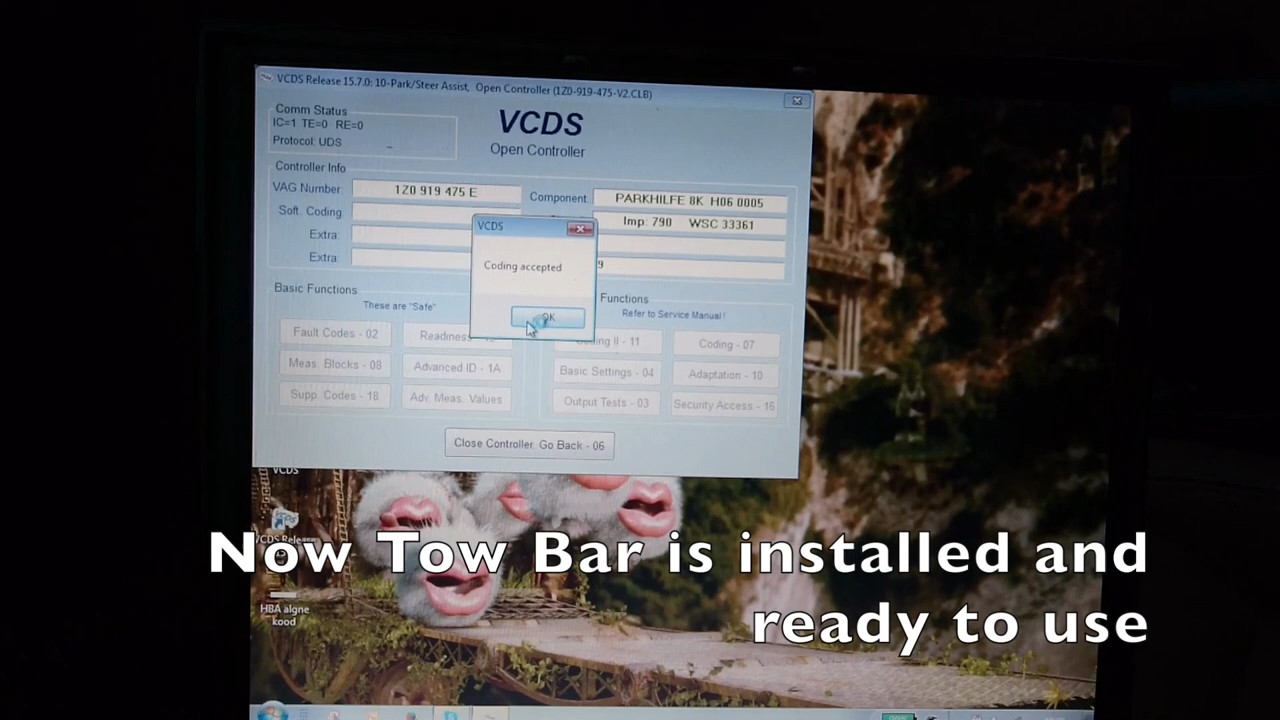 VCDS Release 15.7.0: 10-Park/Steer Assist, Open Controller (1Z0-919-475-V2.CLB)
Comm Status
IC=1 TE=0 RE=0
Protocol: UDS
VCDS
Open Controller
Controller Info
VAG Number: 1Z0 919 475 E
Component: PARKHILFE 8K H06 0005
Soft. Coding:
Imp: 790 WSC 33361
Extra:
Extra:
9
VCDS
Coding accepted
OK
Basic Functions
These are "Safe"
Functions
Refer to Service Manual!
Fault Codes - 02
Readiness
11
Coding - 07
Meas. Blocks - 08
Advanced ID - 1A
Basic Settings - 04
Adaptation - 10
Supp. Codes - 18
Adv. Meas. Values
Output Tests - 03
Security Access - 16
Close Controller, Go Back - 06
VCDS
VCDS Release
HBA algne
kood
Now Tow Bar is installed and
ready to use